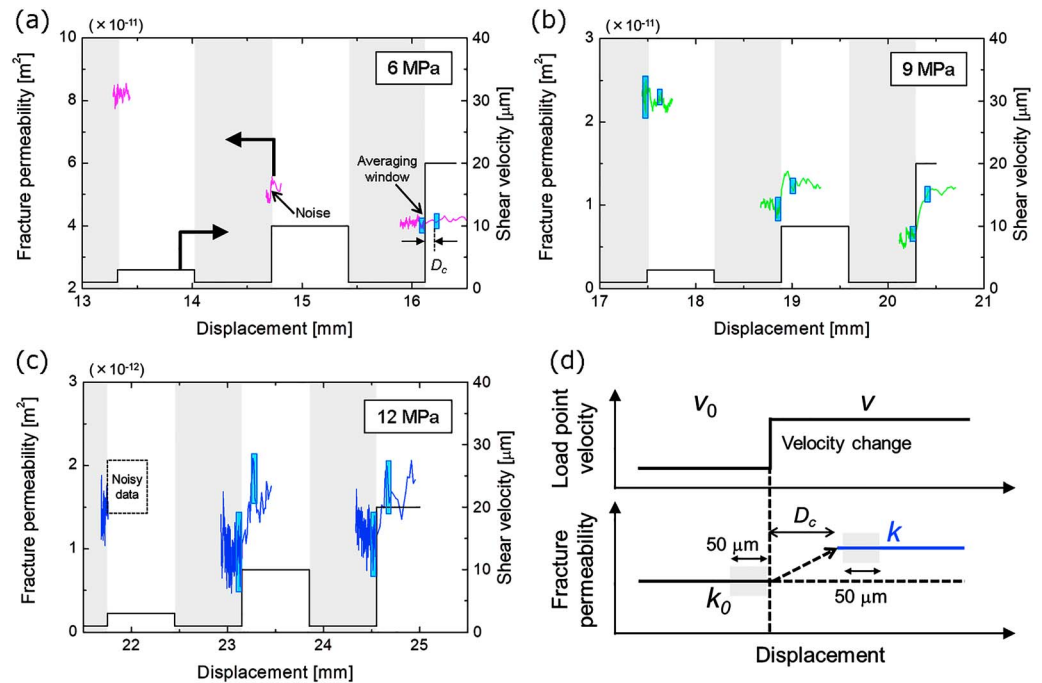 (a)
(×10⁻¹¹)
Fracture permeability [m²]
10
8
6
4
2
6 MPa
Averaging
window
Noise
D_c
40
30
20
10
0
Shear velocity [μm]
13 14 15 16
Displacement [mm]
(b)
(×10⁻¹¹)
Fracture permeability [m²]
3
2
1
0
9 MPa
40
30
20
10
0
Shear velocity [μm]
17 18 19 20 21
Displacement [mm]
(c)
(×10⁻¹²)
Fracture permeability [m²]
3
2
1
0
12 MPa
Noisy
data
40
30
20
10
0
Shear velocity [μm]
22 23 24 25
Displacement [mm]
(d)
Load point
velocity
v₀ v
Velocity change
Fracture
permeability
D_c
k
50 μm
k₀
50 μm
Displacement